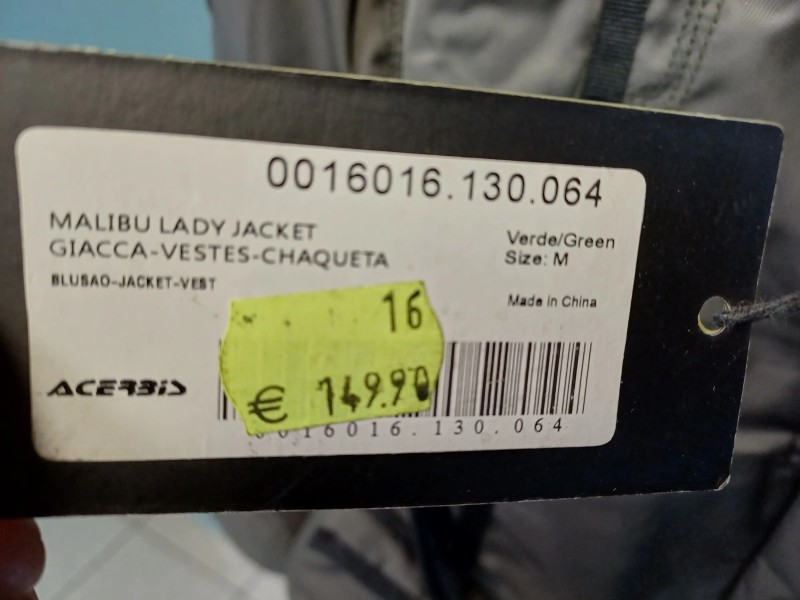 0016016.130.064
MALIBU LADY JACKET
GIACCA-VESTES-CHAQUETA
BLUSAO-JACKET-VEST
Verde/Green
Size: M
Made in China
16
€ 149.90
ACERBIS
0016016.130.064